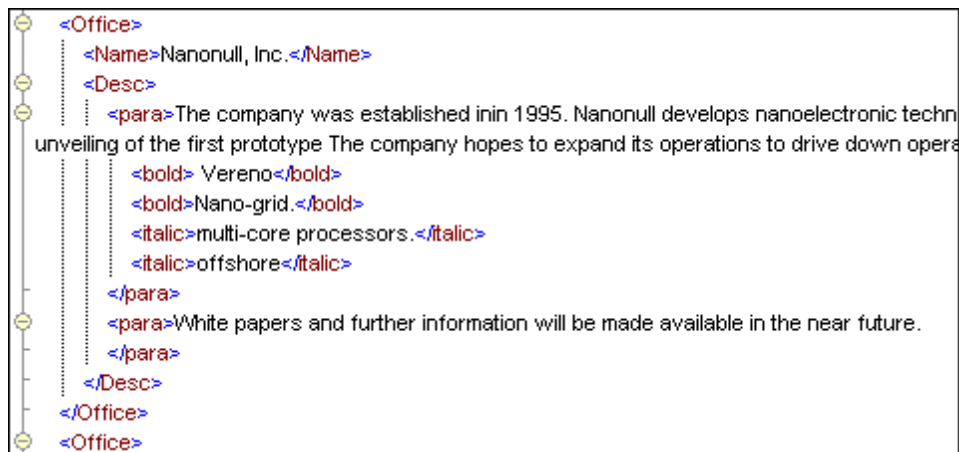 <Office>
<Name>Nanonull, Inc.</Name>
<Desc>
<para>The company was established inin 1995. Nanonull develops nanoelectronic techn
unveiling of the first prototype The company hopes to expand its operations to drive down opera
<bold> Vereno</bold>
<bold>Nano-grid.</bold>
<italic>multi-core processors.</italic>
<italic>offshore</italic>
</para>
<para>White papers and further information will be made available in the near future.
</para>
</Desc>
</Office>
<Office>